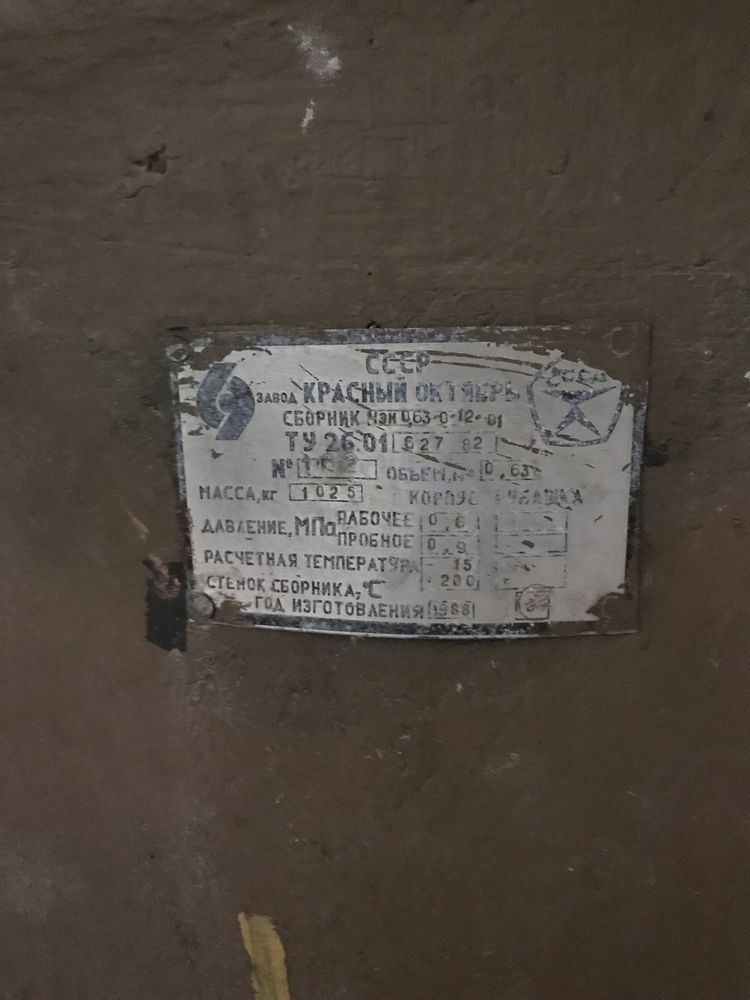 СССР
СССР
ЗАВОД КРАСНЫЙ ОКТЯБРЬ
СБОРНИК 0,63-0-12-01
ТУ 26.01 627 82
№ ОБЪЕМ, М³ 0,63
МАССА, КГ 1025 КОРПУС РУБАШКА
ДАВЛЕНИЕ, МПа РАБОЧЕЕ 0,6
ПРОБНОЕ 0,9
РАСЧЕТНАЯ ТЕМПЕРАТУРА - 15
СТЕНОК СБОРНИКА, °С + 200
ГОД ИЗГОТОВЛЕНИЯ 1988